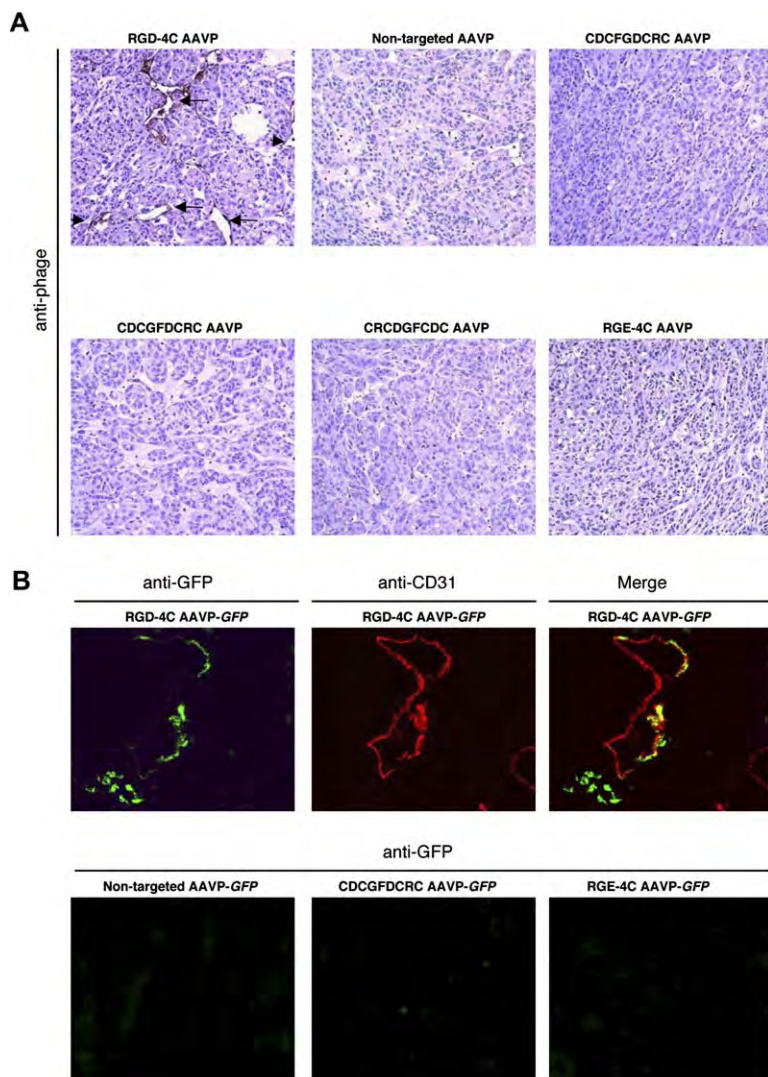 A
RGD-4C AAVP Non-targeted AAVP CDCFGDCRC AAVP
anti-phage
CDCGFDCRC AAVP CRCDGFCDC AAVP RGE-4C AAVP
B
anti-GFP anti-CD31 Merge
RGD-4C AAVP-GFP RGD-4C AAVP-GFP RGD-4C AAVP-GFP
anti-GFP
Non-targeted AAVP-GFP CDCGFDCRC AAVP-GFP RGE-4C AAVP-GFP